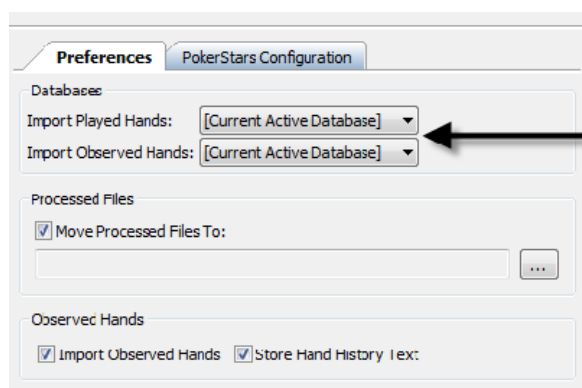 Preferences PokerStars Configuration
Databases
Import Played Hands: [Current Active Database]
Import Observed Hands: [Current Active Database]
Processed Files
Move Processed Files To:
...
Observed Hands
Import Observed Hands Store Hand History Text